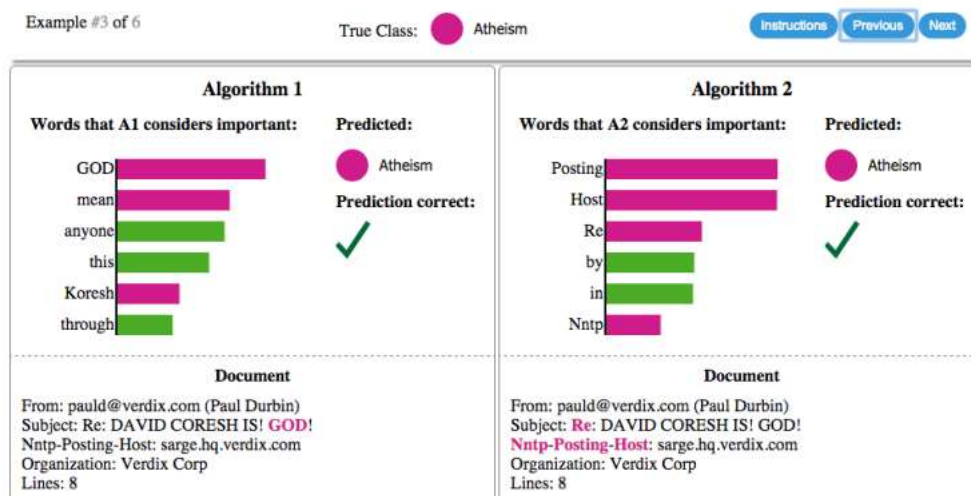 Example #3 of 6
True Class: Atheism
Instructions Previous Next
Algorithm 1
Words that A1 considers important: Predicted:
GOD
Atheism
mean
Prediction correct:
anyone
this
Koresh
through
Document
From: pauld@verdix.com (Paul Durbin)
Subject: Re: DAVID CORESH IS! GOD!
Nntp-Posting-Host: sarge.hq.verdix.com
Organization: Verdix Corp
Lines: 8
Algorithm 2
Words that A2 considers important: Predicted:
Posting
Atheism
Host
Prediction correct:
Re
by
in
Nntp
Document
From: pauld@verdix.com (Paul Durbin)
Subject: Re: DAVID CORESH IS! GOD!
Nntp-Posting-Host: sarge.hq.verdix.com
Organization: Verdix Corp
Lines: 8